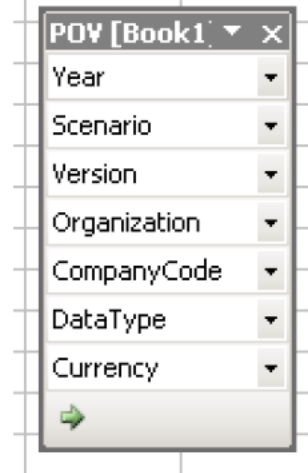 POV [Book1]
Year
Scenario
Version
Organization
CompanyCode
DataType
Currency